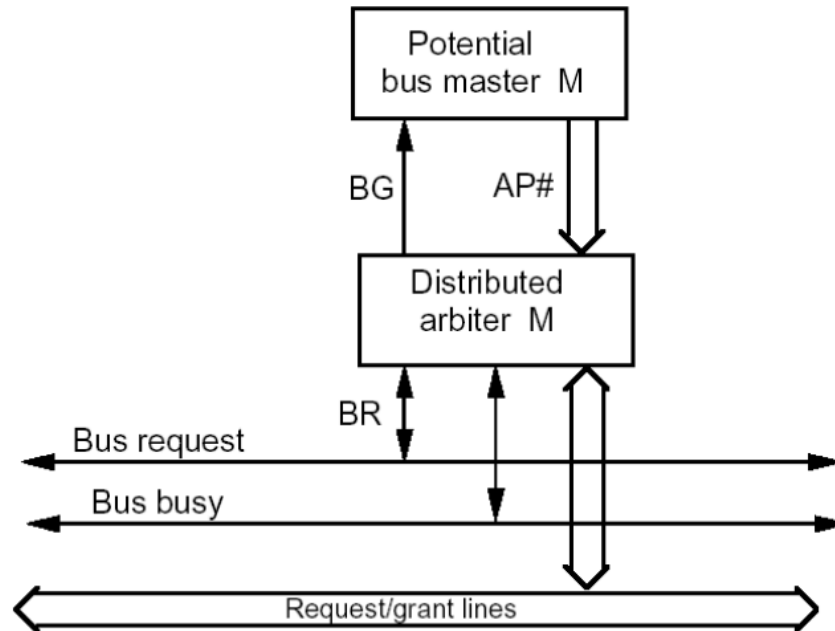 Potential
bus master M
BG
AP#
Distributed
arbiter M
BR
Bus request
Bus busy
Request/grant lines